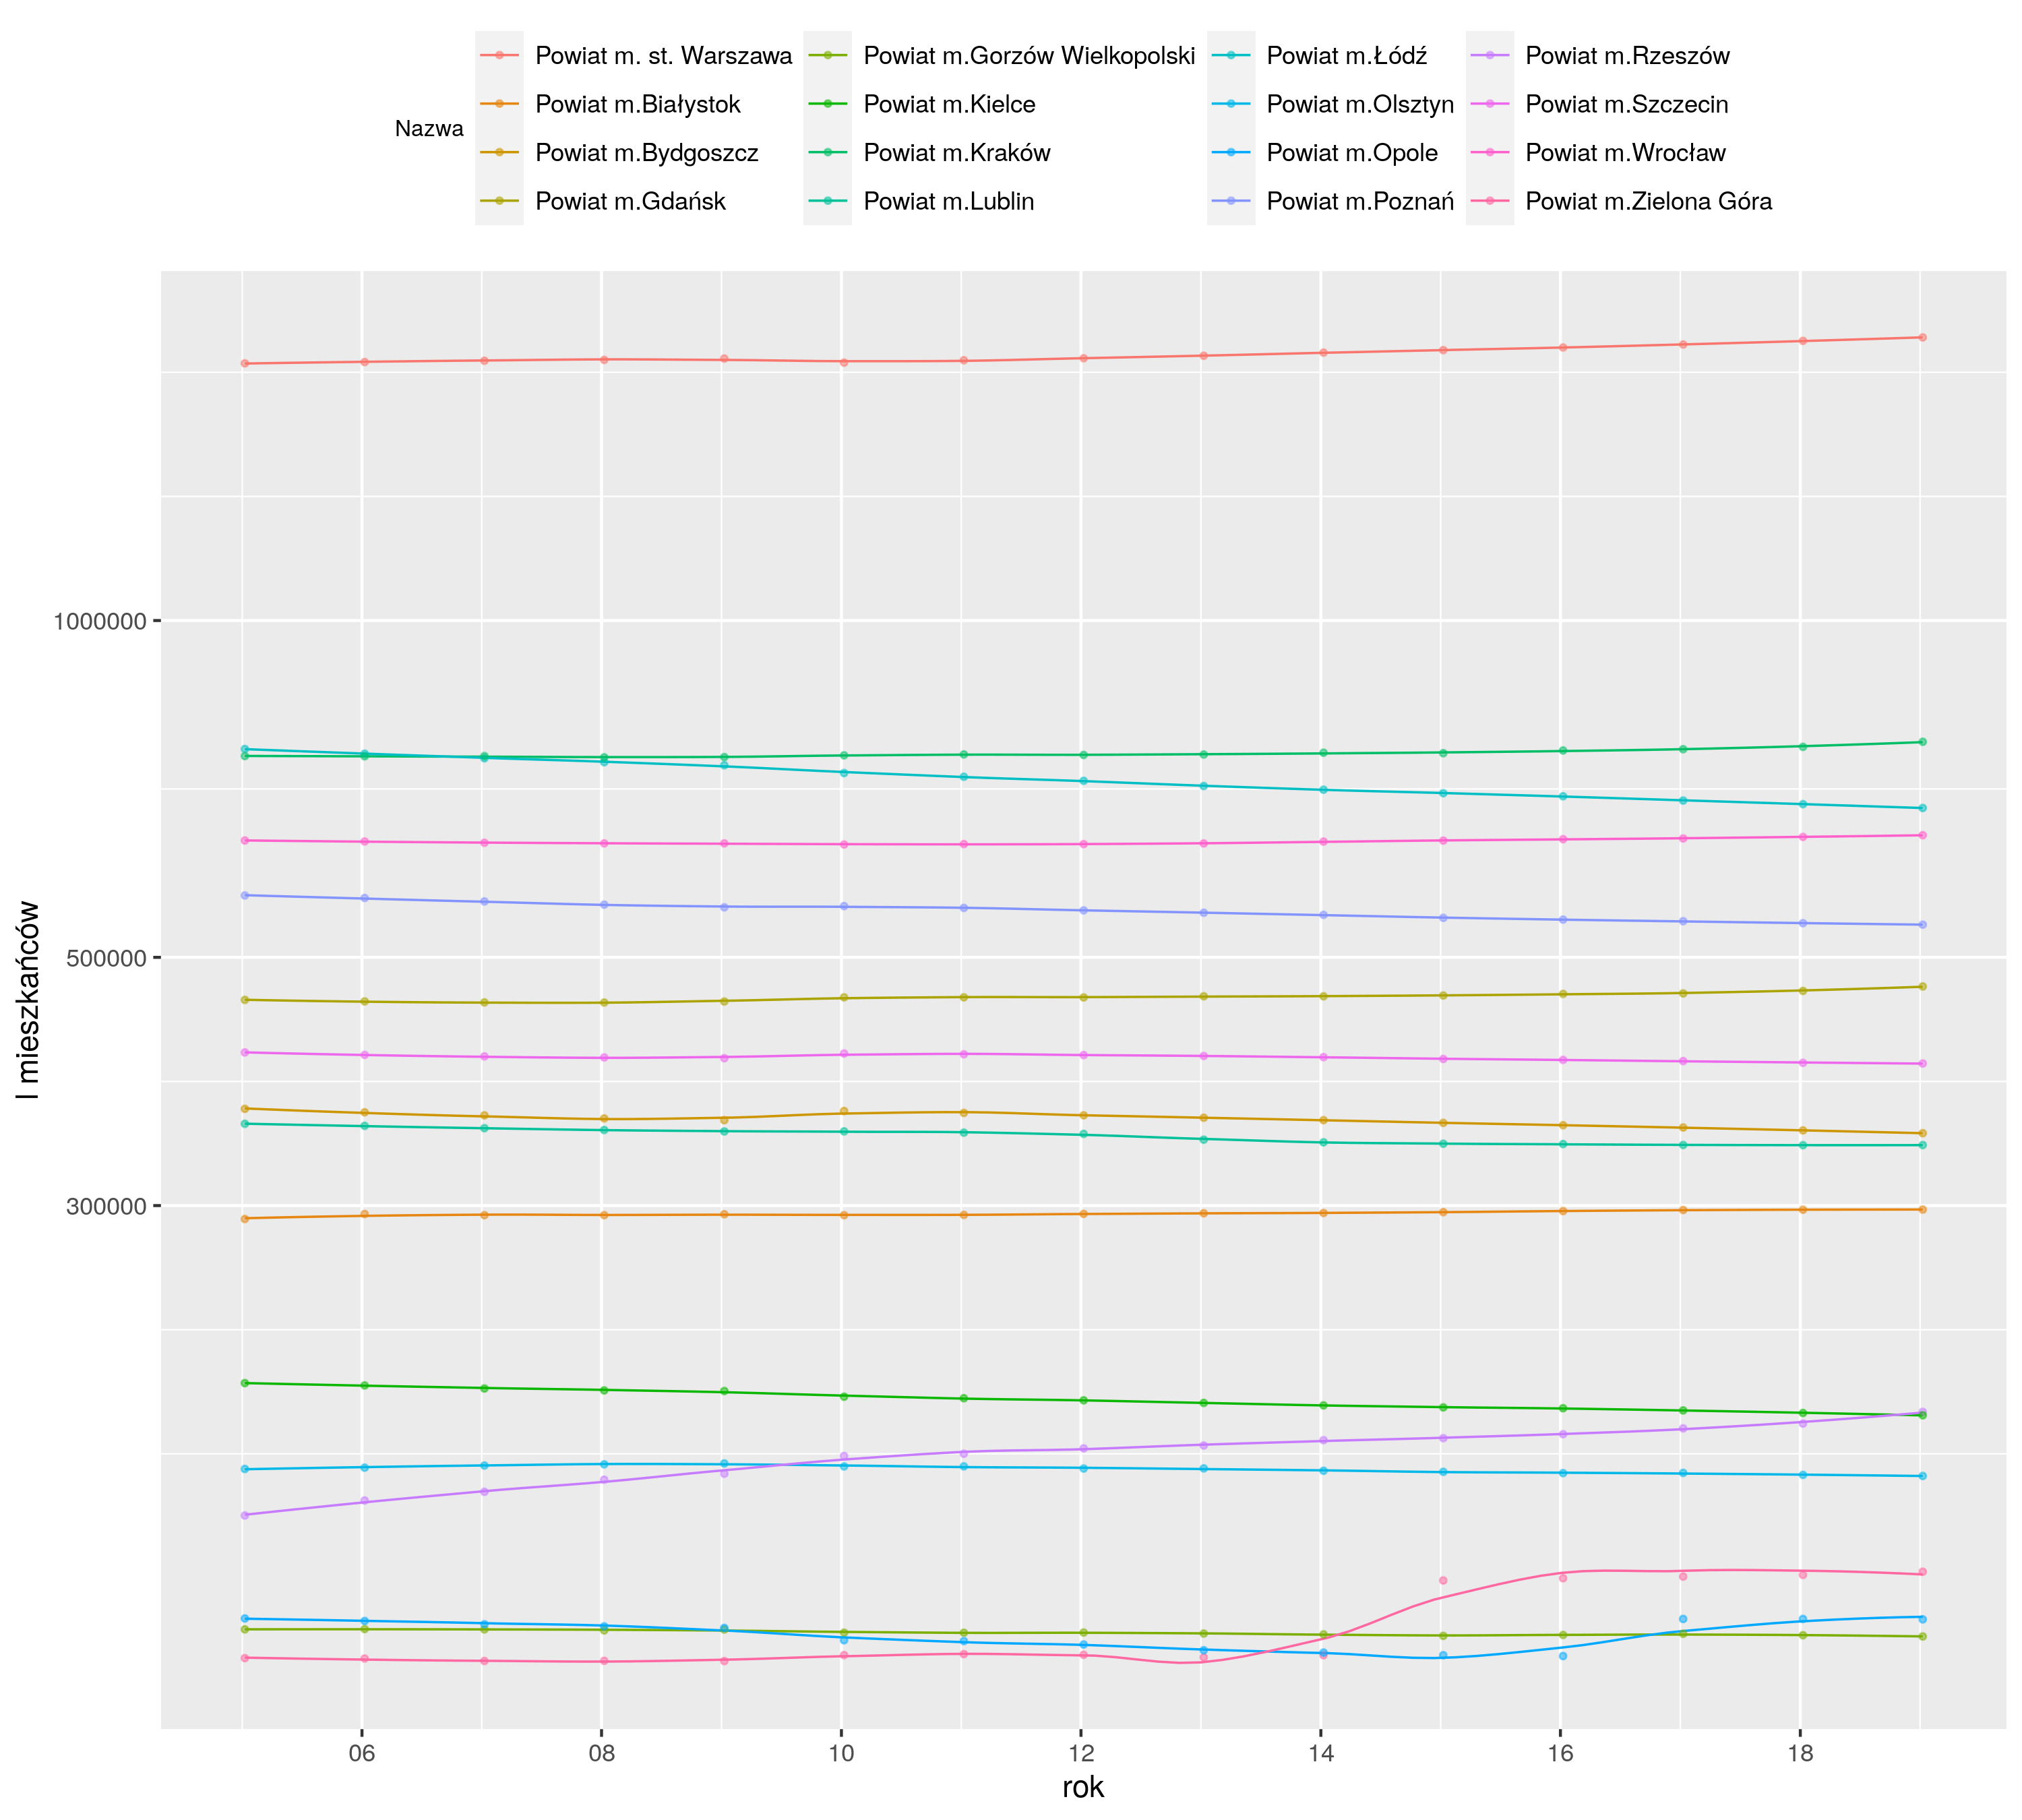 Nazwa
Powiat m. st. Warszawa
Powiat m.Białystok
Powiat m.Bydgoszcz
Powiat m.Gdańsk
Powiat m.Gorzów Wielkopolski
Powiat m.Kielce
Powiat m.Kraków
Powiat m.Lublin
Powiat m.Łódź
Powiat m.Olsztyn
Powiat m.Opole
Powiat m.Poznań
Powiat m.Rzeszów
Powiat m.Szczecin
Powiat m.Wrocław
Powiat m.Zielona Góra
l mieszkańców
1000000
500000
300000
06 08 10 12 14 16 18
rok